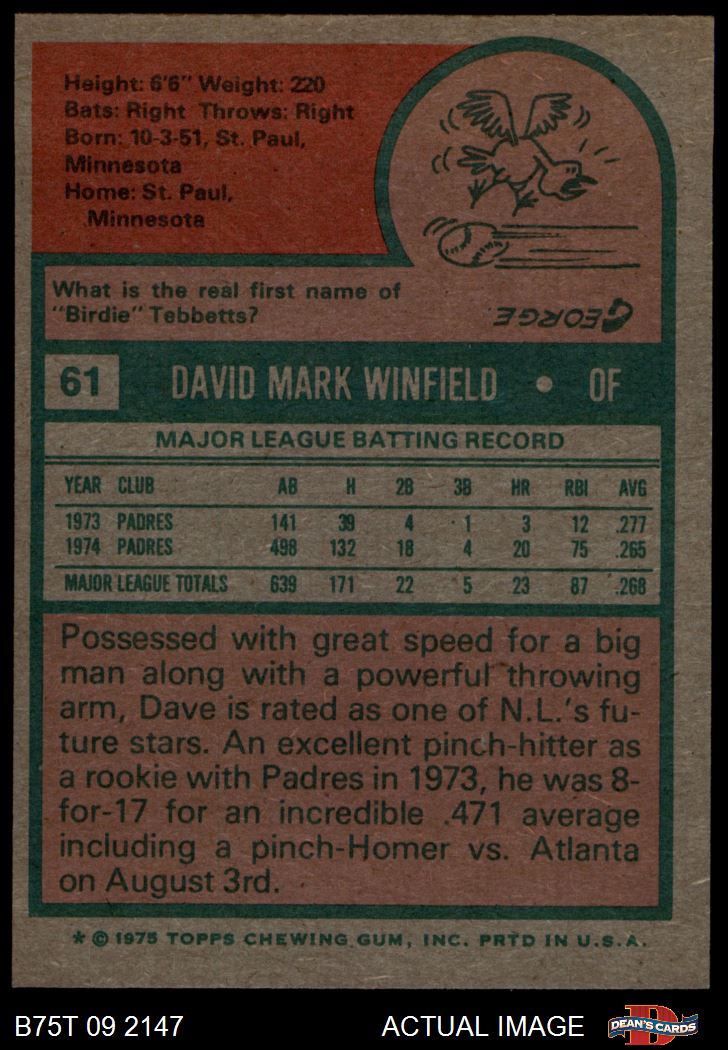 Height: 6'6" Weight: 220
Bats: Right Throws: Right
Born: 10-3-51, St. Paul,
Minnesota
Home: St. Paul,
Minnesota
What is the real first name of
"Birdie" Tebbetts?
GEORGE.
61 DAVID MARK WINFIELD • OF
MAJOR LEAGUE BATTING RECORD
YEAR CLUB AB H 2B 3B HR RBI AVG
1973 PADRES 141 39 4 1 3 12 .277
1974 PADRES 498 132 18 4 20 75 .265
MAJOR LEAGUE TOTALS 639 171 22 5 23 87 .268
Possessed with great speed for a big
man along with a powerful throwing
arm, Dave is rated as one of N.L.'s fu-
ture stars. An excellent pinch-hitter as
a rookie with Padres in 1973, he was 8-
for-17 for an incredible .471 average
including a pinch-Homer vs. Atlanta
on August 3rd.
* © 1975 TOPPS CHEWING GUM, INC. PRTD IN U.S.A.
B75T 09 2147 ACTUAL IMAGE D DEAN'S CARDS